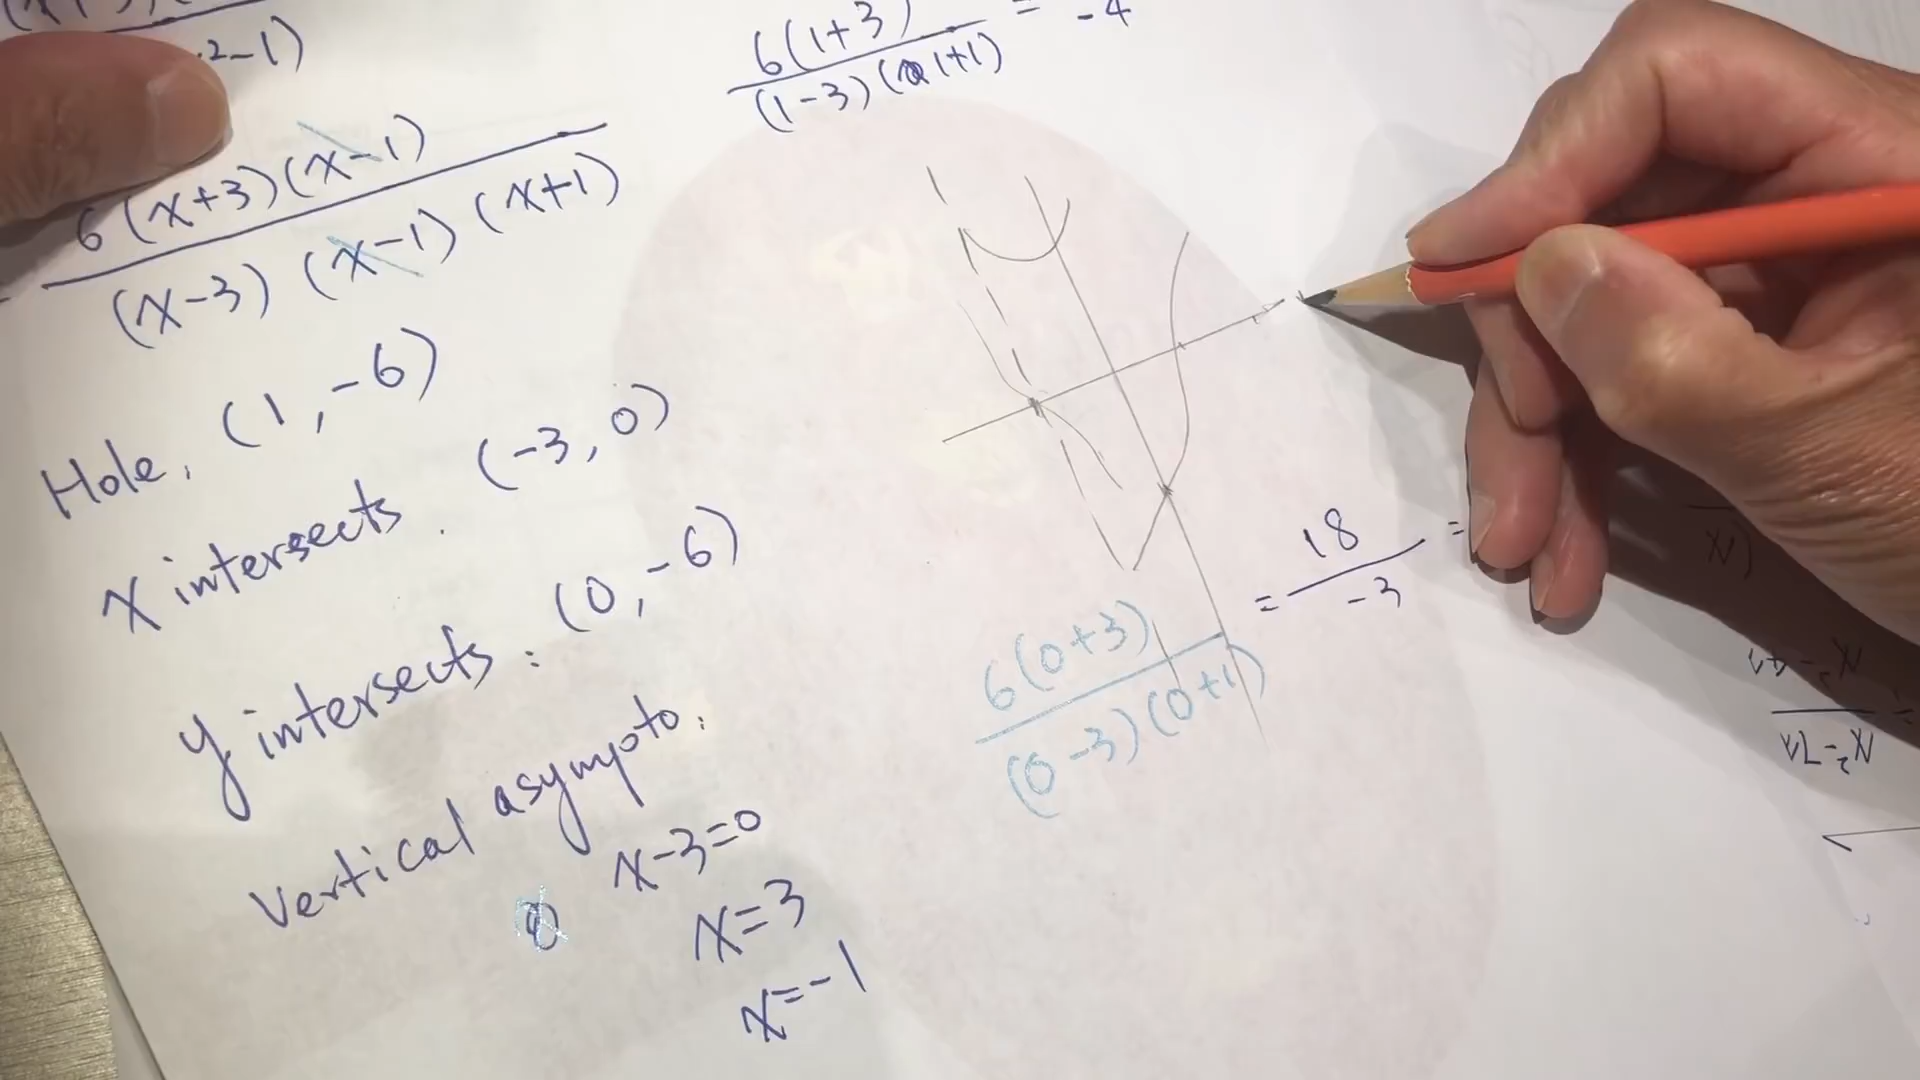 ²-1)
6(x+3)(x-1)
(x-3) (x-1) (x+1)
Hole. (1,-6)
x intersects. (-3,0)
y intersects: (0,-6)
Vertical asympoto:
x-3=0
x=3
x=-1
6(1+3) = -4
(1-3)(1+1)
6(0+3)
(0-3)(0+1)
= 18 =
-3